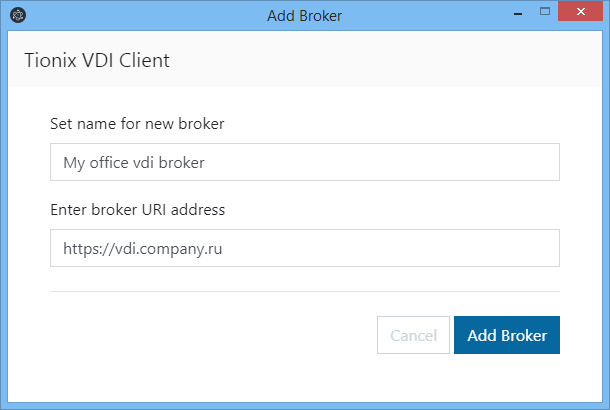 Add Broker
Tionix VDI Client
Set name for new broker
My office vdi broker
Enter broker URI address
https://vdi.company.ru
Cancel Add Broker